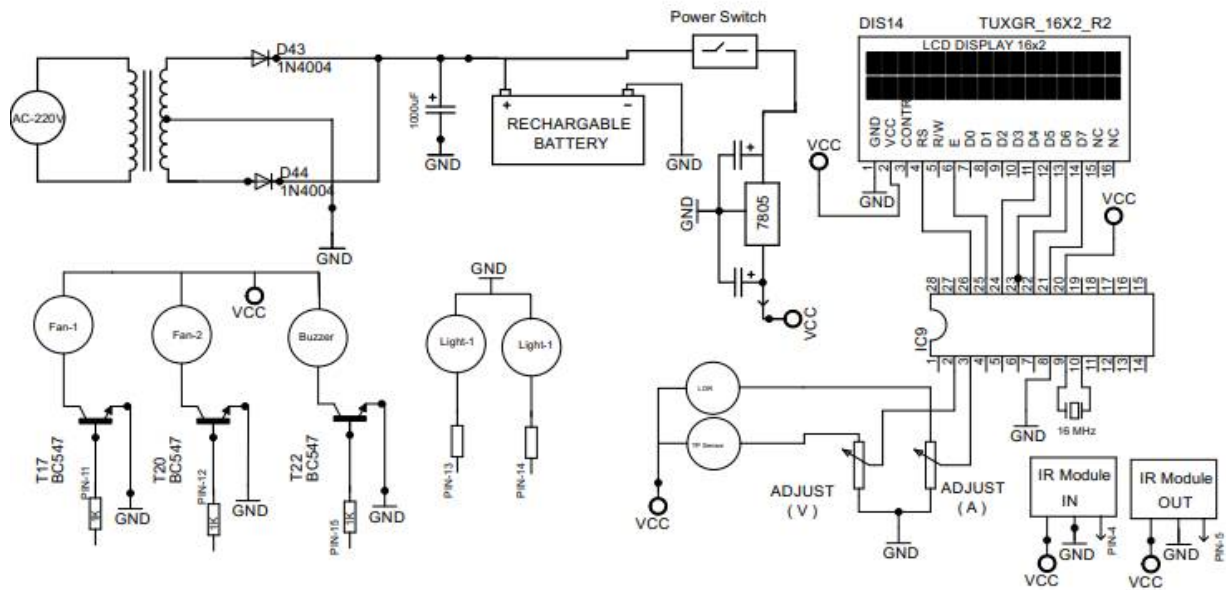 Power Switch
DIS14
TUXGR_16X2_R2
LCD DISPLAY 16x2
D43
1N4004
AC-220V
1000uF
+
+
−
RECHARGABLE
BATTERY
GND
GND
D44
1N4004
GND
VCC
GND
VCC
CONTR
RS
R/W
E
D0
D1
D2
D3
D4
D5
D6
D7
NC
NC
1
2
3
4
5
6
7
8
9
10
11
12
13
14
15
16
GND
VCC
+
GND
7805
+
VCC
28
27
26
25
24
23
22
21
20
19
18
17
16
15
IC9
1
2
3
4
5
6
7
8
9
10
11
12
13
14
GND
16 MHz
Fan-1
Fan-2
VCC
Buzzer
GND
Light-1
Light-1
T17
BC547
PIN-11
1K
GND
T20
BC547
PIN-12
1K
GND
T22
BC547
PIN-15
1K
GND
PIN-13
PIN-14
LDR
TP Sensor
VCC
ADJUST
( V )
ADJUST
( A )
GND
IR Module
IN
VCC
GND
PIN-4
IR Module
OUT
VCC
GND
PIN-5